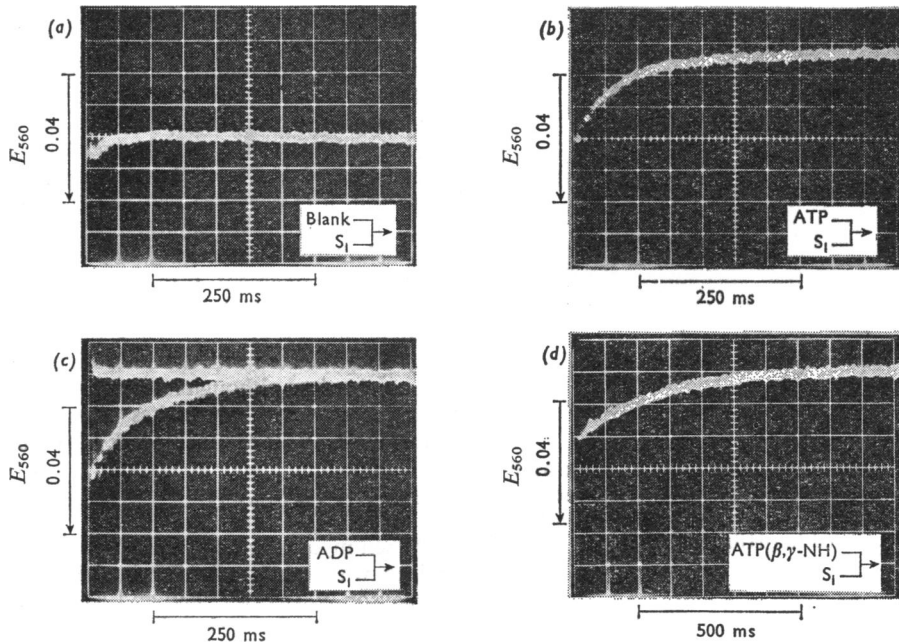 (a)
E₅₆₀
0.04
Blank
S₁
250 ms
(b)
E₅₆₀
0.04
ATP
S₁
250 ms
(c)
E₅₆₀
0.04
ADP
S₁
250 ms
(d)
E₅₆₀
0.04
ATP(β,γ-NH)
S₁
500 ms